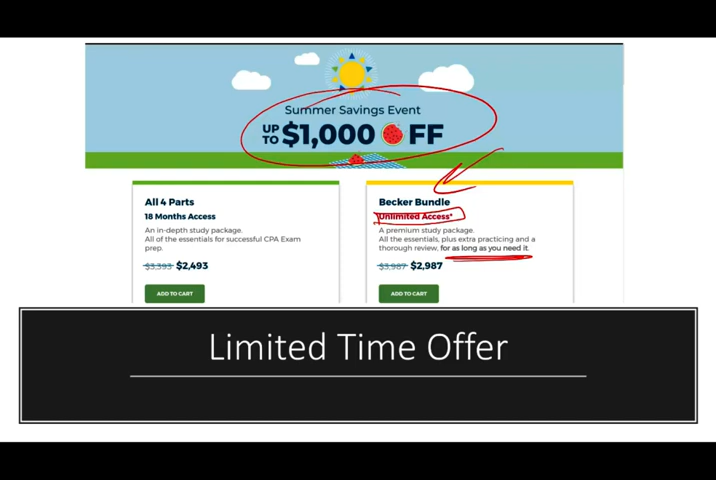 Summer Savings Event
UP TO $1,000 OFF
All 4 Parts
18 Months Access
An in-depth study package.
All of the essentials for successful CPA Exam
prep.
$3,393 $2,493
ADD TO CART
Becker Bundle
Unlimited Access*
A premium study package.
All the essentials, plus extra practicing and a
thorough review, for as long as you need it.
$3,987 $2,987
ADD TO CART
Limited Time Offer